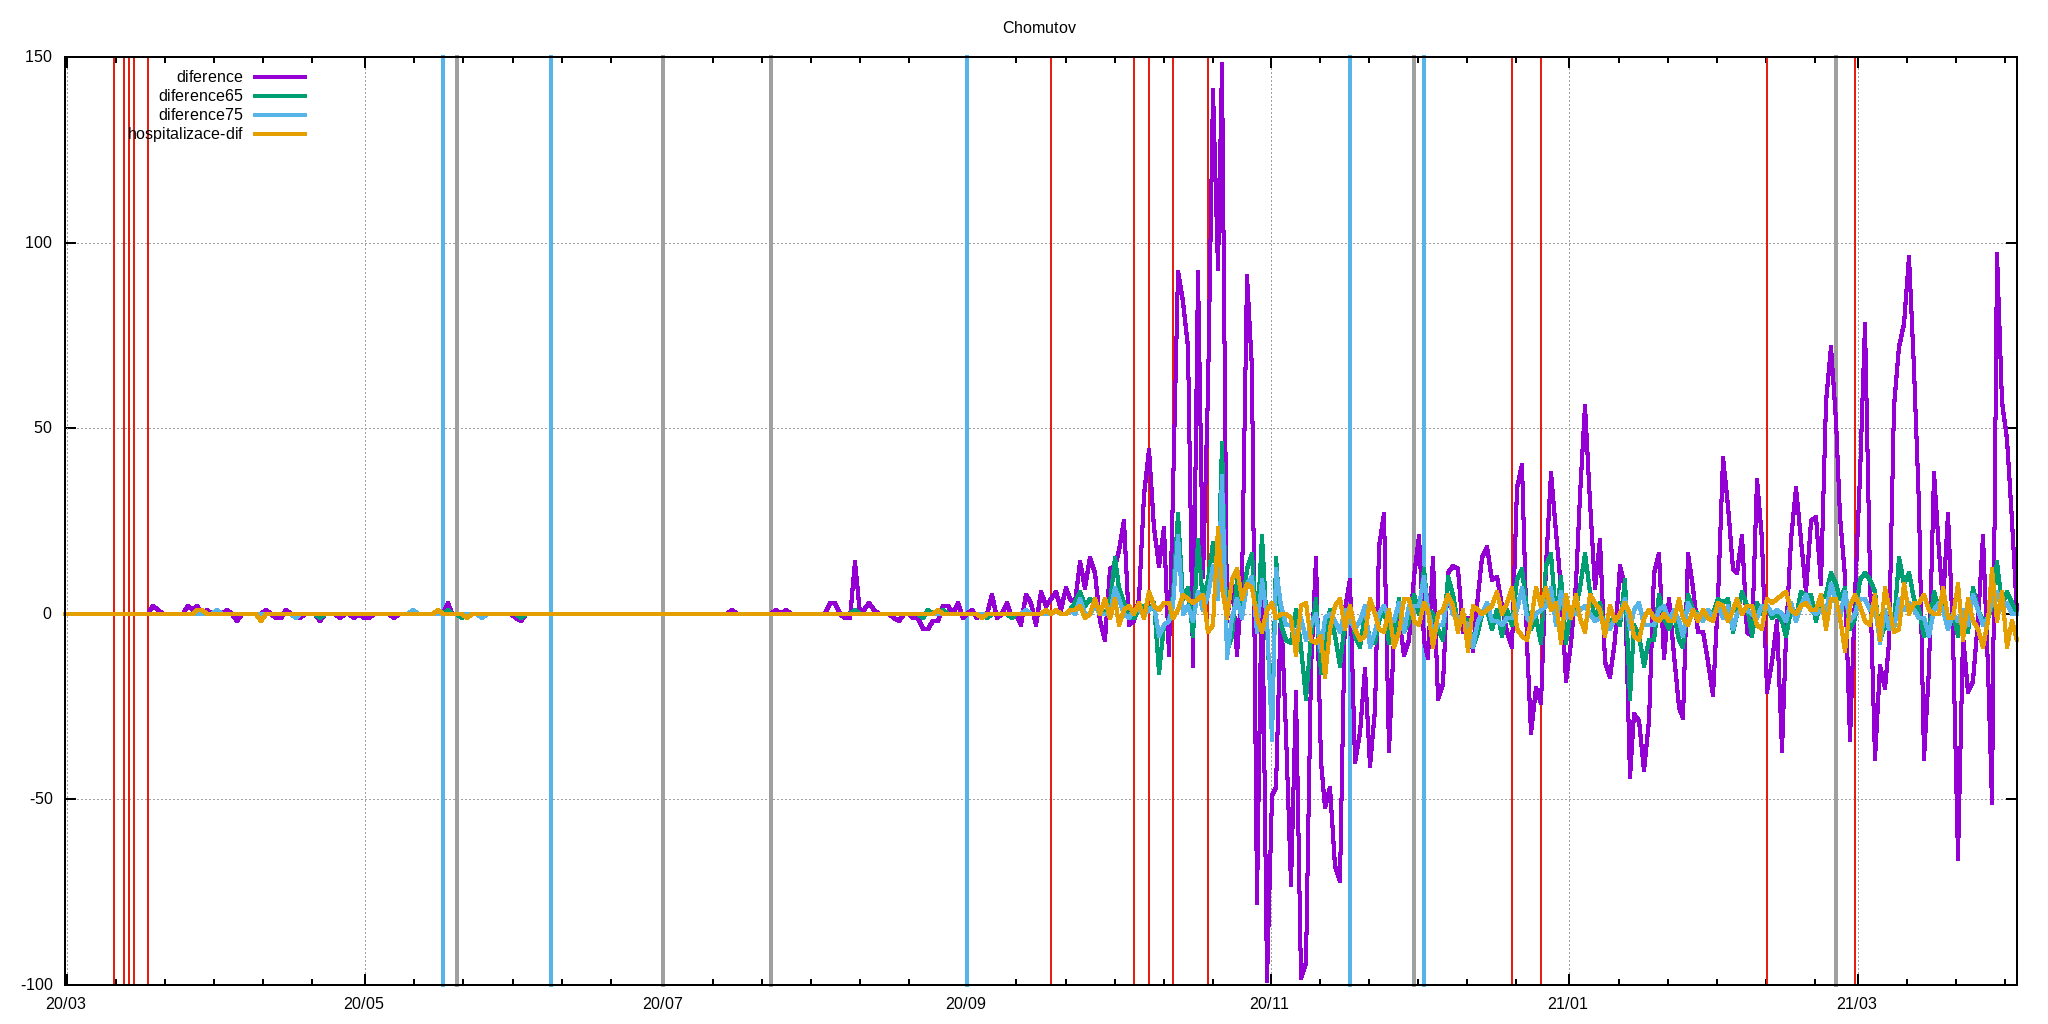 Chomutov
150
diference
diference65
diference75
hospitalizace-dif
100
50
0
-50
-100
20/03 20/05 20/07 20/09 20/11 21/01 21/03